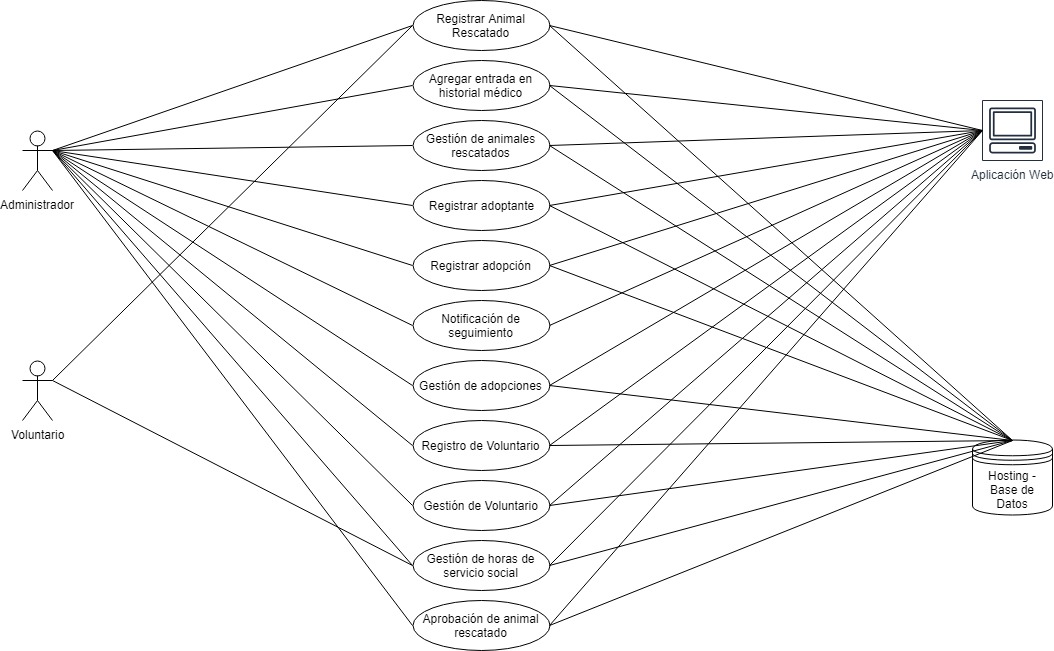 Registrar Animal
Rescatado
Agregar entrada en
historial médico
Gestión de animales
rescatados
Aplicación Web
Administrador
Registrar adoptante
Registrar adopción
Notificación de
seguimiento
Gestión de adopciones
Voluntario
Registro de Voluntario
Hosting -
Base de
Datos
Gestión de Voluntario
Gestión de horas de
servicio social
Aprobación de animal
rescatado